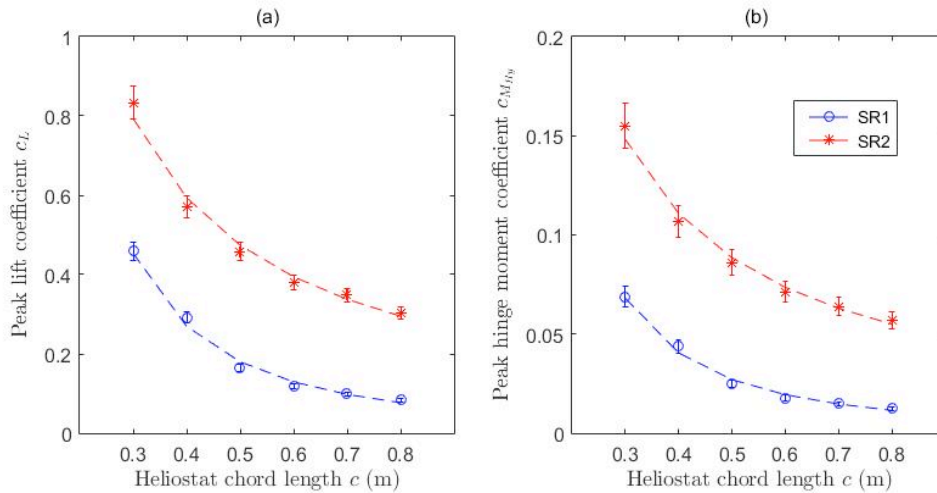 (a)
1
0.8
0.6
0.4
0.2
0
0.3 0.4 0.5 0.6 0.7 0.8
Peak lift coefficient c_L
Heliostat chord length c (m)
(b)
0.2
0.15
0.1
0.05
0
0.3 0.4 0.5 0.6 0.7 0.8
Peak hinge moment coefficient c_{M_{Hy}}
Heliostat chord length c (m)
SR1
SR2